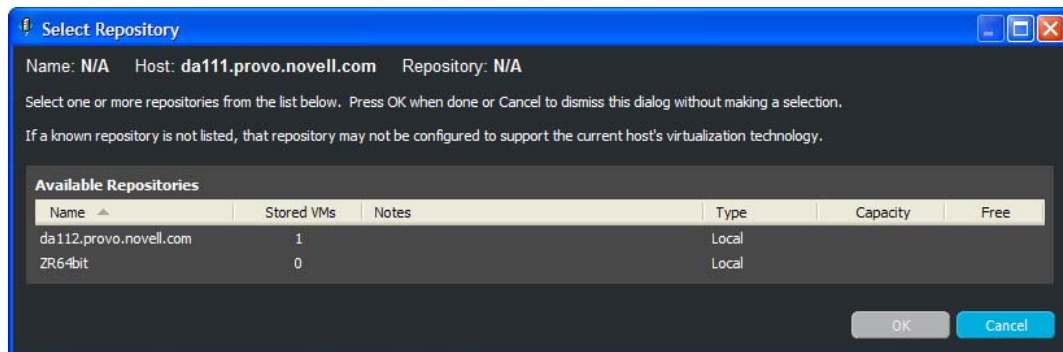 Select Repository
Name: N/A Host: da111.provo.novell.com Repository: N/A
Select one or more repositories from the list below. Press OK when done or Cancel to dismiss this dialog without making a selection.
If a known repository is not listed, that repository may not be configured to support the current host's virtualization technology.
Available Repositories
Name Stored VMs Notes Type Capacity Free
da112.provo.novell.com 1 Local
ZR64bit 0 Local
OK Cancel